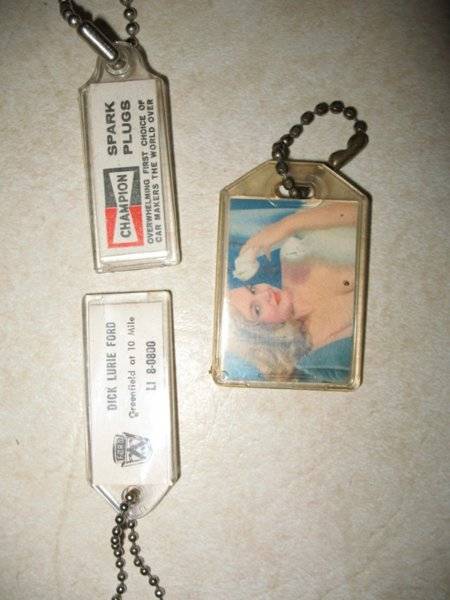 CHAMPION
SPARK
PLUGS
OVERWHELMING FIRST CHOICE OF
CAR MAKERS THE WORLD OVER
DICK LURIE FORD
Greenfield at 10 Mile
LI 8-0800
FORD